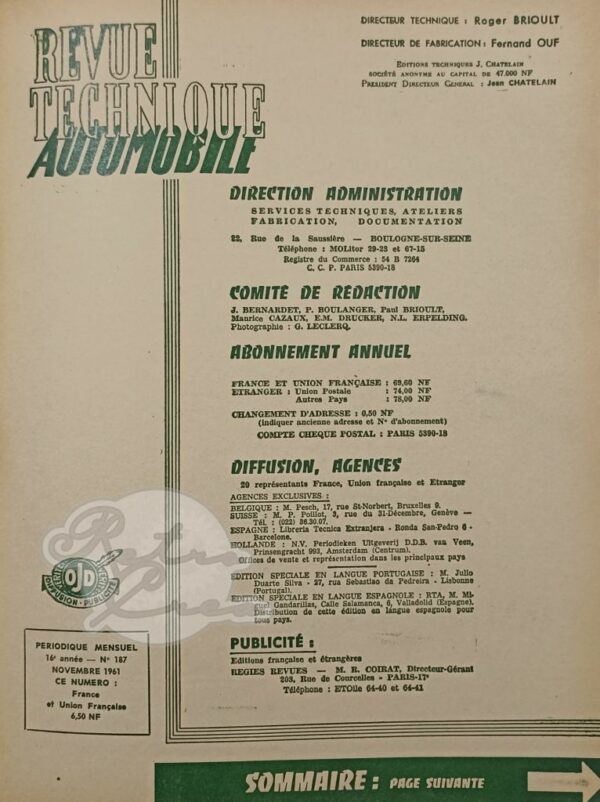 REVUE
TECHNIQUE
AUTOMOBILE
DIRECTEUR TECHNIQUE : Roger BRIOULT
DIRECTEUR DE FABRICATION : Fernand OUF
EDITIONS TECHNIQUES J. CHATELAIN
SOCIÉTÉ ANONYME AU CAPITAL DE 47.000 NF
PRESIDENT DIRECTEUR GENERAL : Jean CHATELAIN
DIRECTION ADMINISTRATION
SERVICES TECHNIQUES, ATELIERS
FABRICATION, DOCUMENTATION
22, Rue de la Saussière — BOULOGNE-SUR-SEINE
Téléphone : MOLitor 29-23 et 67-15
Registre du Commerce : 54 B 7264
C. C. P. PARIS 5390-18
COMITÉ DE RÉDACTION
J. BERNARDET, P. BOULANGER, Paul BRIOULT,
Maurice CAZAUX, E.M. DRUCKER, N.L. ERPELDING.
Photographie : G. LECLERQ.
ABONNEMENT ANNUEL
FRANCE ET UNION FRANÇAISE : 69,60 NF
ETRANGER : Union Postale : 74,00 NF
Autres Pays : 78,00 NF
CHANGEMENT D'ADRESSE : 0,50 NF
(indiquer ancienne adresse et N° d'abonnement)
COMPTE CHEQUE POSTAL : PARIS 5390-18
DIFFUSION, AGENCES
20 représentants France, Union française et Etranger
AGENCES EXCLUSIVES :
BELGIQUE : M. Pesch, 17, rue St-Norbert, Bruxelles 9.
SUISSE : M. P. Poillot, 3, rue du 31-Décembre, Genève —
Tél. : (022) 36.30.07.
ESPAGNE : Libreria Tecnica Extranjera - Ronda San-Pedro 6 -
Barcelone.
HOLLANDE : N.V. Periodieken Uitgeverij D.D.B. van Veen,
Prinsengracht 993, Amsterdam (Centrum).
Offices de vente et représentation dans les principaux pays
EDITION SPECIALE EN LANGUE PORTUGAISE : M. Julio
Duarte Silva - 27, rua Sebastiao da Pedreira - Lisbonne
(Portugal).
EDITION SPECIALE EN LANGUE ESPAGNOLE : RTA, M. Mi-
guel Gandarillas, Calle Salamanca, 6, Valladolid (Espagne).
Distribution de cette édition en langue espagnole pour
tous pays.
PUBLICITÉ :
Editions française et étrangères
REGIES REVUES — M. R. COIRAT, Directeur-Gérant
208, Rue de Courcelles - PARIS-17e
Téléphone : ETOile 64-40 et 64-41
OJD
DIFFUSION - PUBLICITÉ
Retro
PERIODIQUE MENSUEL
16e année — N° 187
NOVEMBRE 1961
CE NUMERO :
France
et Union Française
6,50 NF
SOMMAIRE : PAGE SUIVANTE